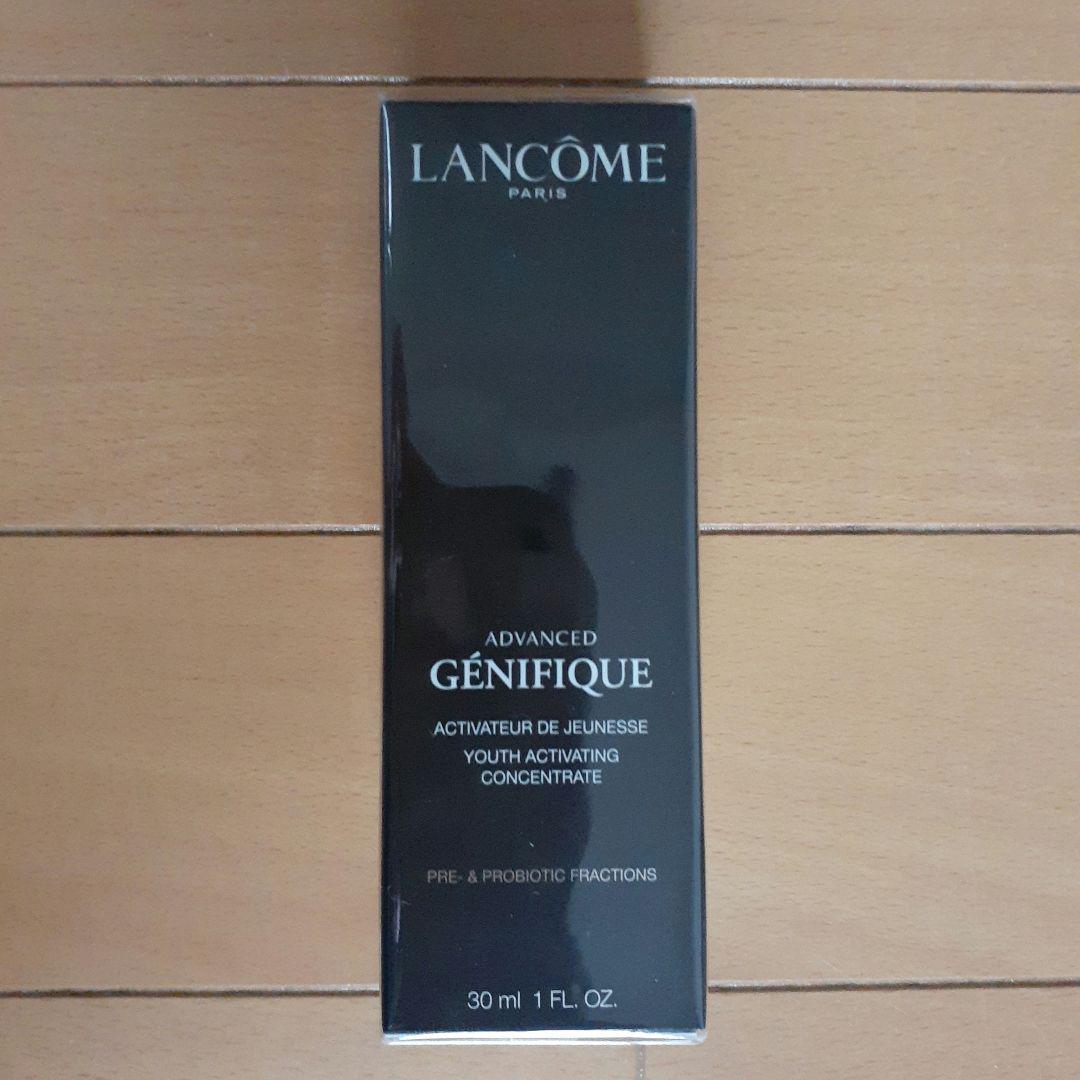 LANCÔME
PARIS
ADVANCED
GÉNIFIQUE
ACTIVATEUR DE JEUNESSE
YOUTH ACTIVATING
CONCENTRATE
PRE- & PROBIOTIC FRACTIONS
30 ml 1 FL. OZ.